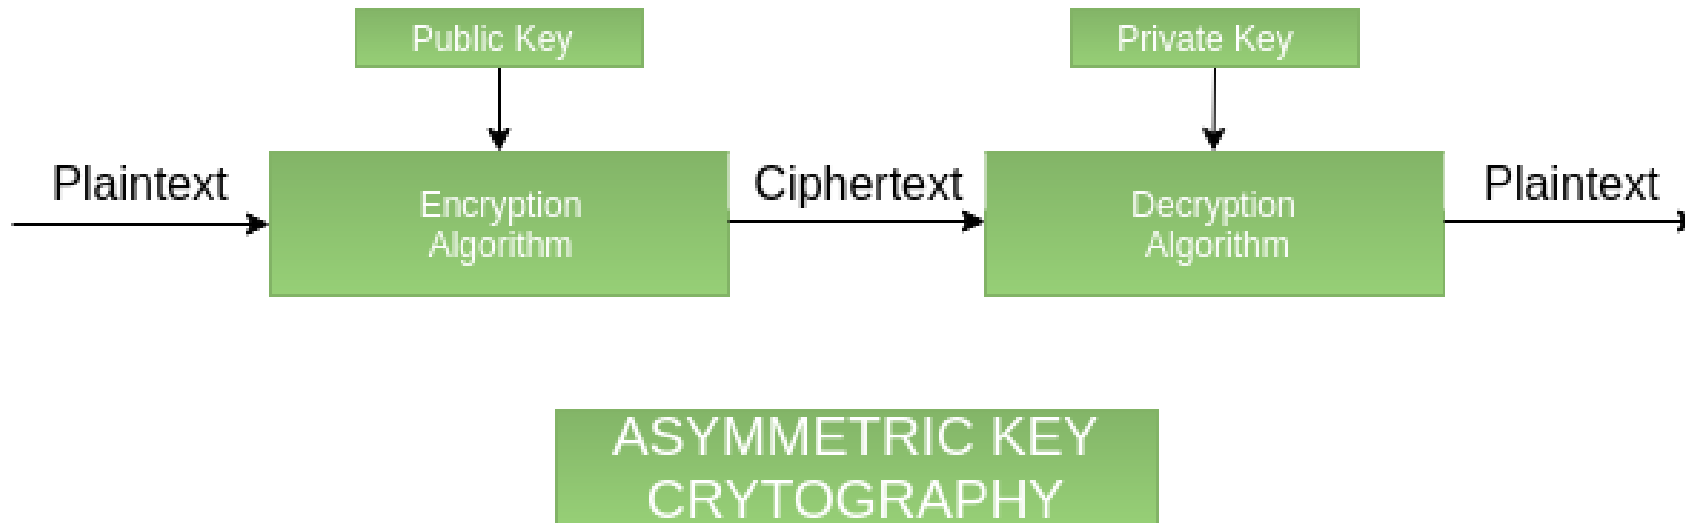 Public Key
Private Key
Plaintext
Encryption
Algorithm
Ciphertext
Decryption
Algorithm
Plaintext
ASYMMETRIC KEY
CRYTOGRAPHY